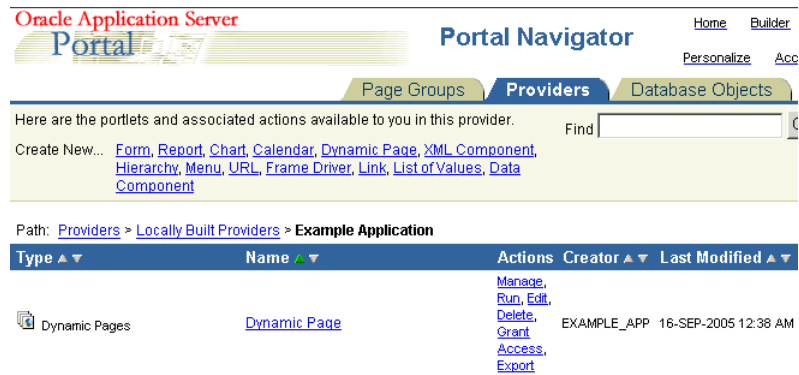 Oracle Application Server
Portal
Portal Navigator
Home Builder
Personalize
Page Groups Providers Database Objects
Here are the portlets and associated actions available to you in this provider.
Find
Create New... Form, Report, Chart, Calendar, Dynamic Page, XML Component,
Hierarchy, Menu, URL, Frame Driver, Link, List of Values, Data
Component
Path: Providers > Locally Built Providers > Example Application
Type Name Actions Creator Last Modified
Manage,
Run, Edit,
Delete,
Grant
Access,
Export
Dynamic Pages Dynamic Page EXAMPLE_APP 16-SEP-2005 12:38 AM